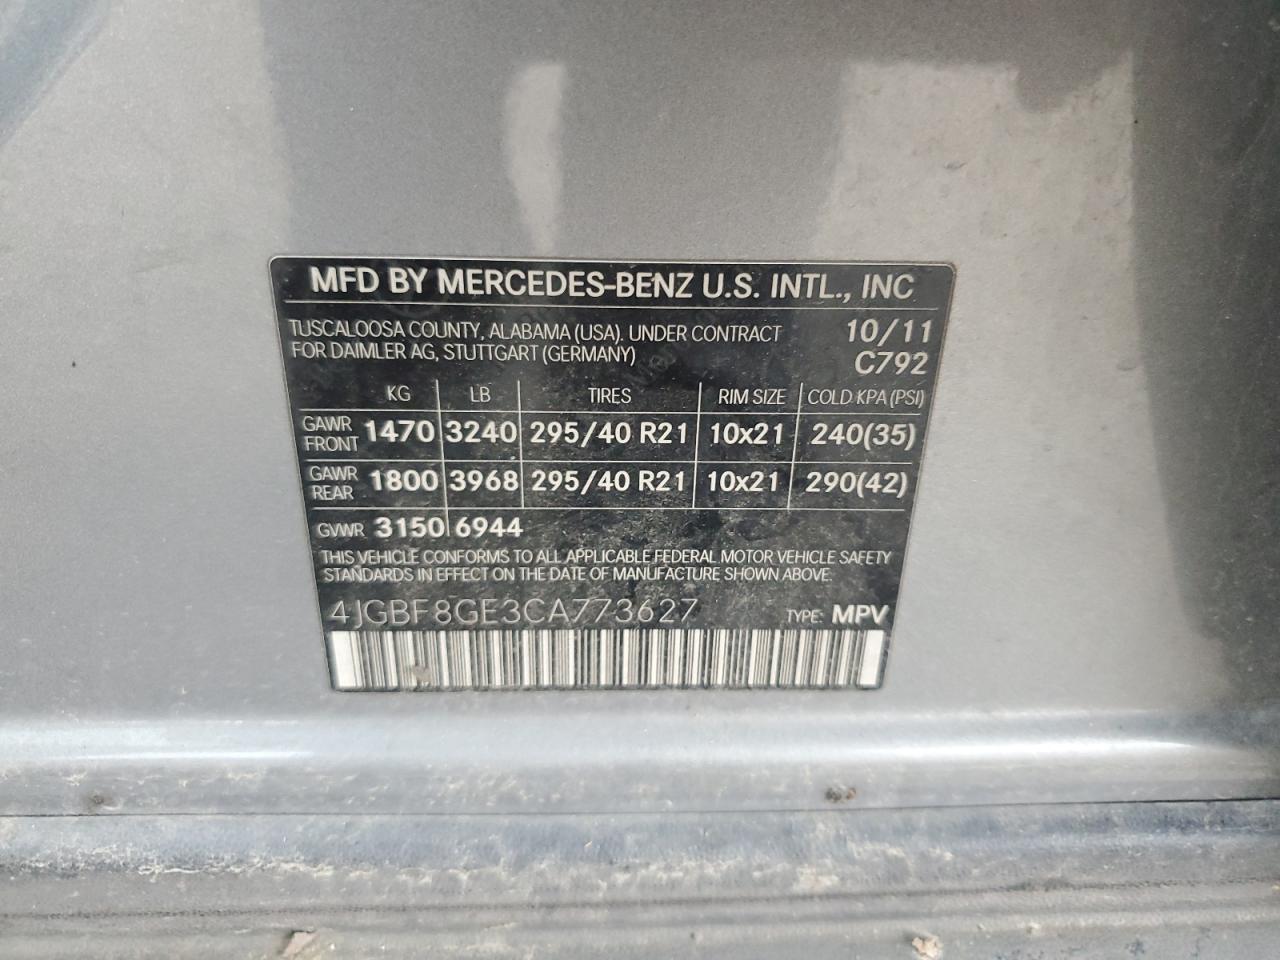 MFD BY MERCEDES-BENZ U.S. INTL., INC
TUSCALOOSA COUNTY, ALABAMA (USA). UNDER CONTRACT
FOR DAIMLER AG, STUTTGART (GERMANY)
10/11
C792
KG LB TIRES RIM SIZE COLD KPA (PSI)
GAWR FRONT 1470 3240 295/40 R21 10x21 240(35)
GAWR REAR 1800 3968 295/40 R21 10x21 290(42)
GVWR 3150 6944
THIS VEHICLE CONFORMS TO ALL APPLICABLE FEDERAL MOTOR VEHICLE SAFETY
STANDARDS IN EFFECT ON THE DATE OF MANUFACTURE SHOWN ABOVE.
4JGBF8GE3CA773627 TYPE: MPV